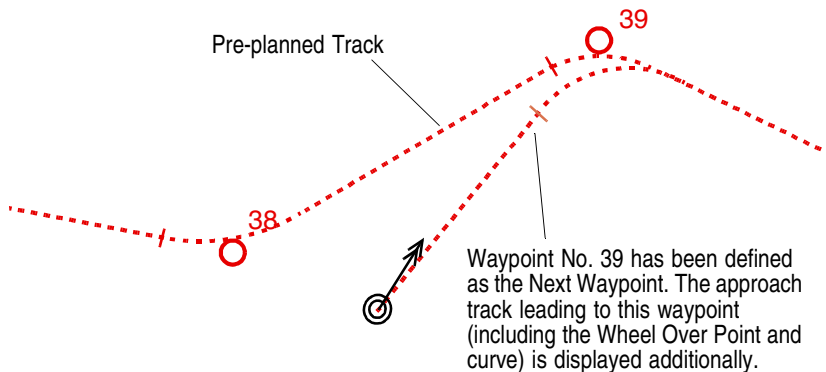 39
Pre-planned Track
38
Waypoint No. 39 has been defined
as the Next Waypoint. The approach
track leading to this waypoint
(including the Wheel Over Point and
curve) is displayed additionally.